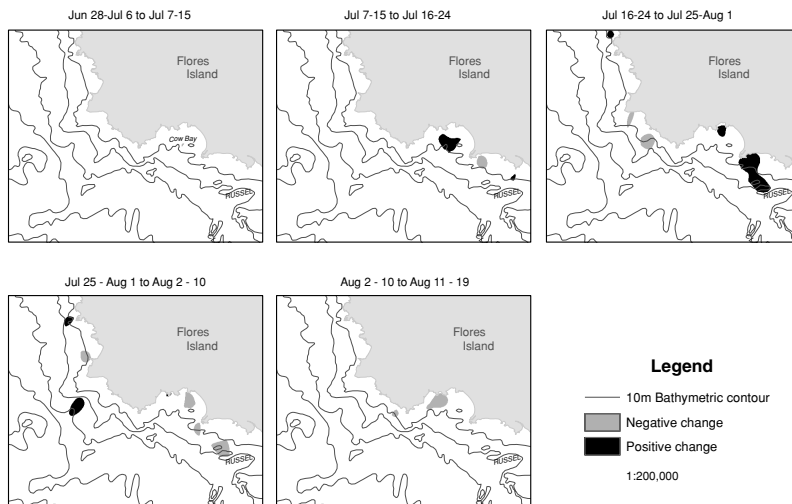 Jun 28-Jul 6 to Jul 7-15
Jul 7-15 to Jul 16-24
Jul 16-24 to Jul 25-Aug 1
Flores
Island
Cow Bay
RUSSEL
Flores
Island
RUSSEL
Flores
Island
RUSSEL
Jul 25 - Aug 1 to Aug 2 - 10
Aug 2 - 10 to Aug 11 - 19
Flores
Island
RUSSEL
Flores
Island
RUSSEL
Legend
10m Bathymetric contour
Negative change
Positive change
1:200,000